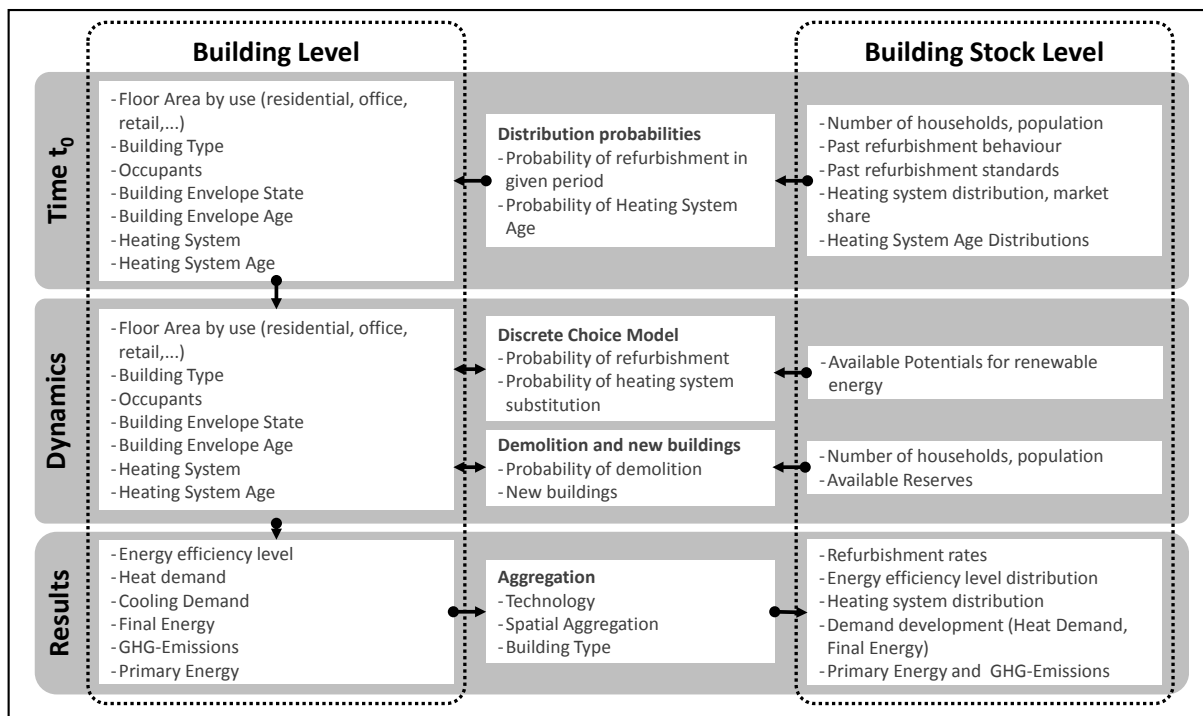 Building Level
Building Stock Level
Time t0
- Floor Area by use (residential, office,
retail,...)
- Building Type
- Occupants
- Building Envelope State
- Building Envelope Age
- Heating System
- Heating System Age
Distribution probabilities
- Probability of refurbishment in
given period
- Probability of Heating System
Age
- Number of households, population
- Past refurbishment behaviour
- Past refurbishment standards
- Heating system distribution, market
share
- Heating System Age Distributions
Dynamics
- Floor Area by use (residential, office,
retail,...)
- Building Type
- Occupants
- Building Envelope State
- Building Envelope Age
- Heating System
- Heating System Age
Discrete Choice Model
- Probability of refurbishment
- Probability of heating system
substitution
- Available Potentials for renewable
energy
Demolition and new buildings
- Probability of demolition
- New buildings
- Number of households, population
- Available Reserves
Results
- Energy efficiency level
- Heat demand
- Cooling Demand
- Final Energy
- GHG-Emissions
- Primary Energy
Aggregation
- Technology
- Spatial Aggregation
- Building Type
- Refurbishment rates
- Energy efficiency level distribution
- Heating system distribution
- Demand development (Heat Demand,
Final Energy)
- Primary Energy and GHG-Emissions